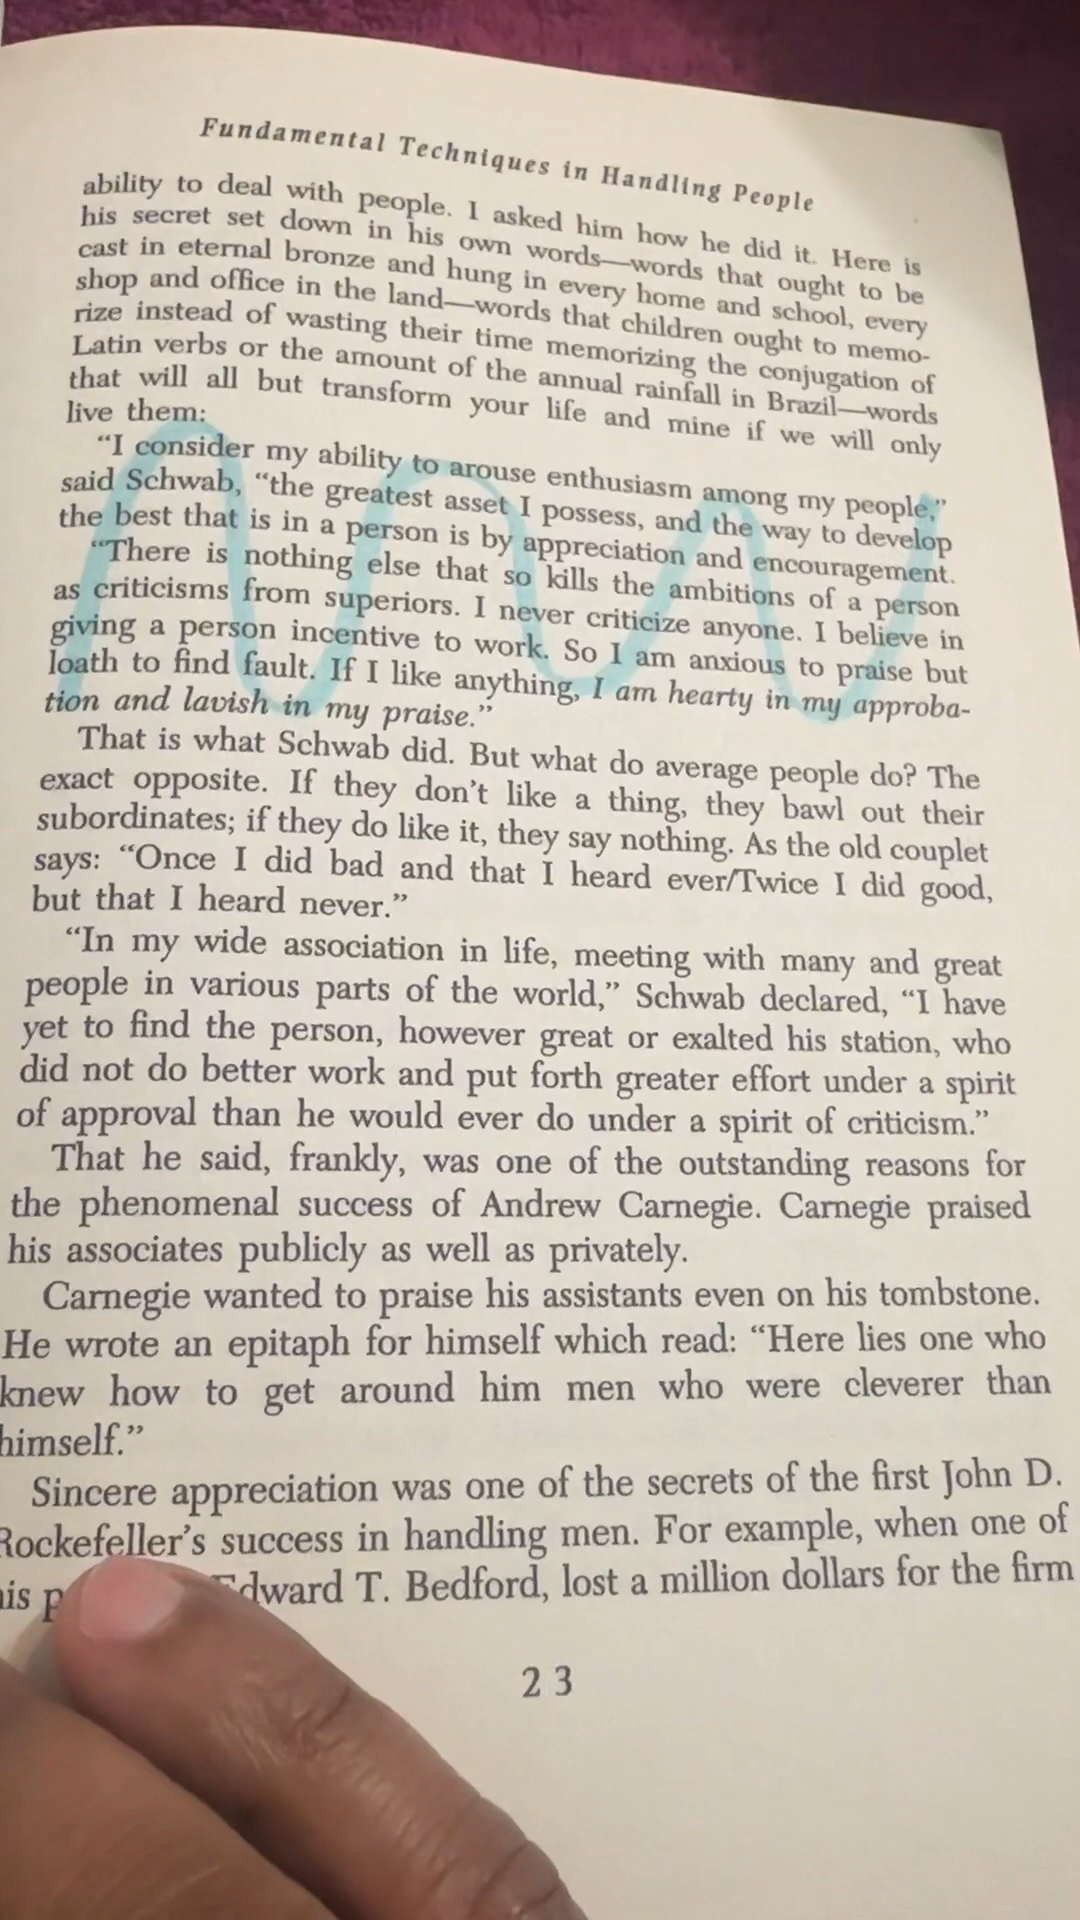 Fundamental Techniques in Handling People
ability to deal with people. I asked him how he did it. Here is
his secret set down in his own words—words that ought to be
cast in eternal bronze and hung in every home and school, every
shop and office in the land—words that children ought to memo-
rize instead of wasting their time memorizing the conjugation of
Latin verbs or the amount of the annual rainfall in Brazil—words
that will all but transform your life and mine if we will only
live them:
“I consider my ability to arouse enthusiasm among my people,”
said Schwab, “the greatest asset I possess, and the way to develop
the best that is in a person is by appreciation and encouragement.
“There is nothing else that so kills the ambitions of a person
as criticisms from superiors. I never criticize anyone. I believe in
giving a person incentive to work. So I am anxious to praise but
loath to find fault. If I like anything, I am hearty in my approba-
tion and lavish in my praise.”
That is what Schwab did. But what do average people do? The
exact opposite. If they don’t like a thing, they bawl out their
subordinates; if they do like it, they say nothing. As the old couplet
says: “Once I did bad and that I heard ever/Twice I did good,
but that I heard never.”
“In my wide association in life, meeting with many and great
people in various parts of the world,” Schwab declared, “I have
yet to find the person, however great or exalted his station, who
did not do better work and put forth greater effort under a spirit
of approval than he would ever do under a spirit of criticism.”
That he said, frankly, was one of the outstanding reasons for
the phenomenal success of Andrew Carnegie. Carnegie praised
his associates publicly as well as privately.
Carnegie wanted to praise his assistants even on his tombstone.
He wrote an epitaph for himself which read: “Here lies one who
knew how to get around him men who were cleverer than
himself.”
Sincere appreciation was one of the secrets of the first John D.
Rockefeller’s success in handling men. For example, when one of
his Edward T. Bedford, lost a million dollars for the firm
23